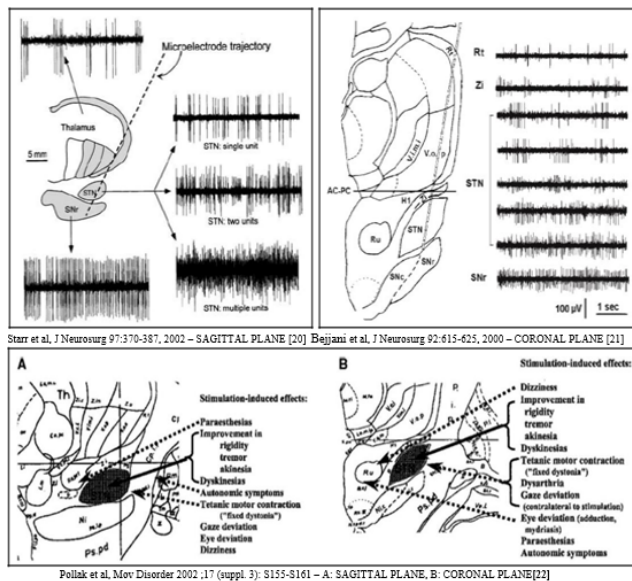 Microelectrode trajectory
Thalamus
5 mm
STN
SNr
STN: single unit
STN: two units
STN: multiple units
Rt
Zi
STN
SNr
V.i.m.i
V.o.p
AC-PC
H1
Zi
Ru
STN
SNc
SNr
100 µV
1 sec
Starr et al, J Neurosurg 97:370-387, 2002 – SAGITTAL PLANE [20]
Bejjani et al, J Neurosurg 92:615-625, 2000 – CORONAL PLANE [21]
A
Th
Ni
Ps.pd
Stimulation-induced effects:
Paraesthesias
Improvement in
rigidity
tremor
akinesia
Dyskinesias
Autonomic symptoms
Tetanic motor contraction
("fixed dystonia")
Gaze deviation
Eye deviation
Dizziness
B
Ru
Stimulation-induced effects:
Dizziness
Improvement in
rigidity
tremor
akinesia
Dyskinesias
Tetanic motor contraction
("fixed dystonia")
Dysarthria
Gaze deviation
(contralateral to stimulation)
Eye deviation (adduction,
mydriasis)
Paraesthesias
Autonomic symptoms
Pollak et al, Mov Disorder 2002 ;17 (suppl. 3): S155-S161 – A: SAGITTAL PLANE, B: CORONAL PLANE[22]